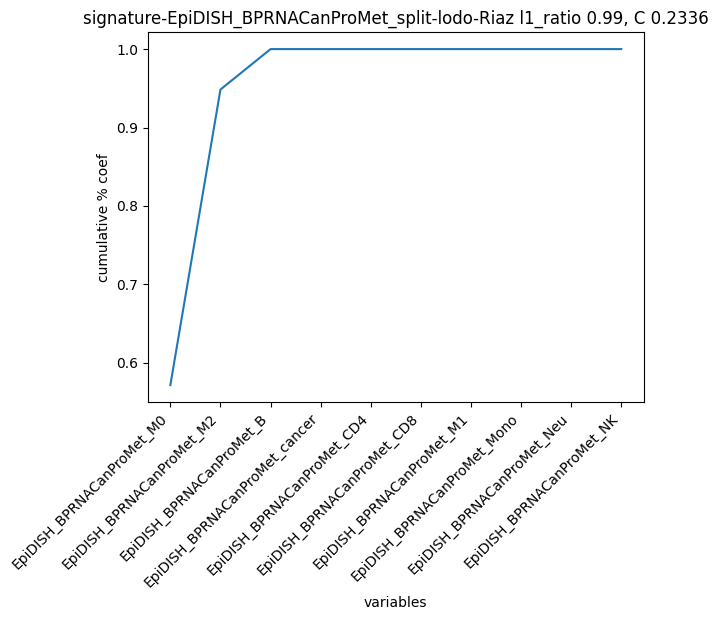 signature-EpiDISH_BPRNACanProMet_split-lodo-Riaz l1_ratio 0.99, C 0.2336
1.0
0.9
0.8
0.7
0.6
cumulative % coef
EpiDISH_BPRNACanProMet_M0
EpiDISH_BPRNACanProMet_M2
EpiDISH_BPRNACanProMet_B
EpiDISH_BPRNACanProMet_cancer
EpiDISH_BPRNACanProMet_CD4
EpiDISH_BPRNACanProMet_CD8
EpiDISH_BPRNACanProMet_M1
EpiDISH_BPRNACanProMet_Mono
EpiDISH_BPRNACanProMet_Neu
EpiDISH_BPRNACanProMet_NK
variables